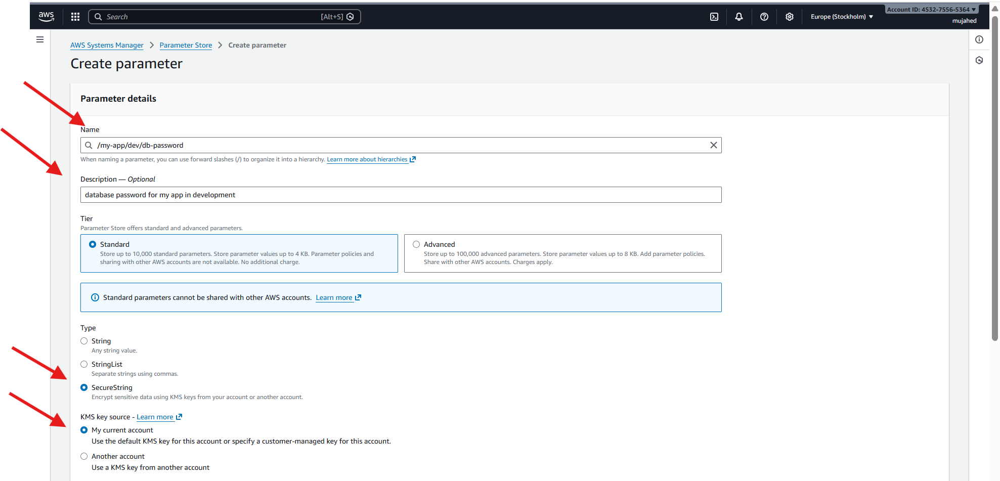 aws
Search
[Alt+S]
Europe (Stockholm)
Account ID: 4532-7556-5364
mujahed
AWS Systems Manager > Parameter Store > Create parameter
Create parameter
Parameter details
Name
/my-app/dev/db-password
When naming a parameter, you can use forward slashes (/) to organize it into a hierarchy. Learn more about hierarchies
Description — Optional
database password for my app in development
Tier
Parameter Store offers standard and advanced parameters.
Standard
Store up to 10,000 standard parameters. Store parameter values up to 4 KB. Parameter policies and
sharing with other AWS accounts are not available. No additional charge.
Advanced
Store up to 100,000 advanced parameters. Store parameter values up to 8 KB. Add parameter policies.
Share with other AWS accounts. Charges apply.
Standard parameters cannot be shared with other AWS accounts. Learn more
Type
String
Any string value.
StringList
Separate strings using commas.
SecureString
Encrypt sensitive data using KMS keys from your account or another account.
KMS key source - Learn more
My current account
Use the default KMS key for this account or specify a customer-managed key for this account.
Another account
Use a KMS key from another account